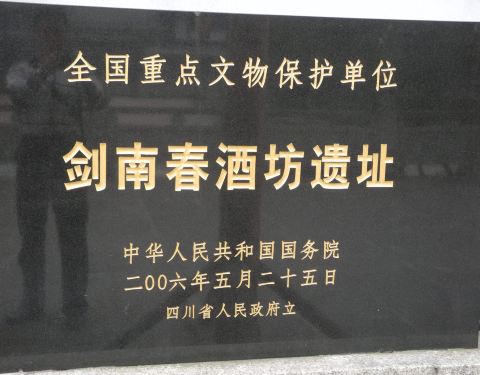 全国重点文物保护单位
剑南春酒坊遗址
中华人民共和国国务院
二00六年五月二十五日
四川省人民政府立